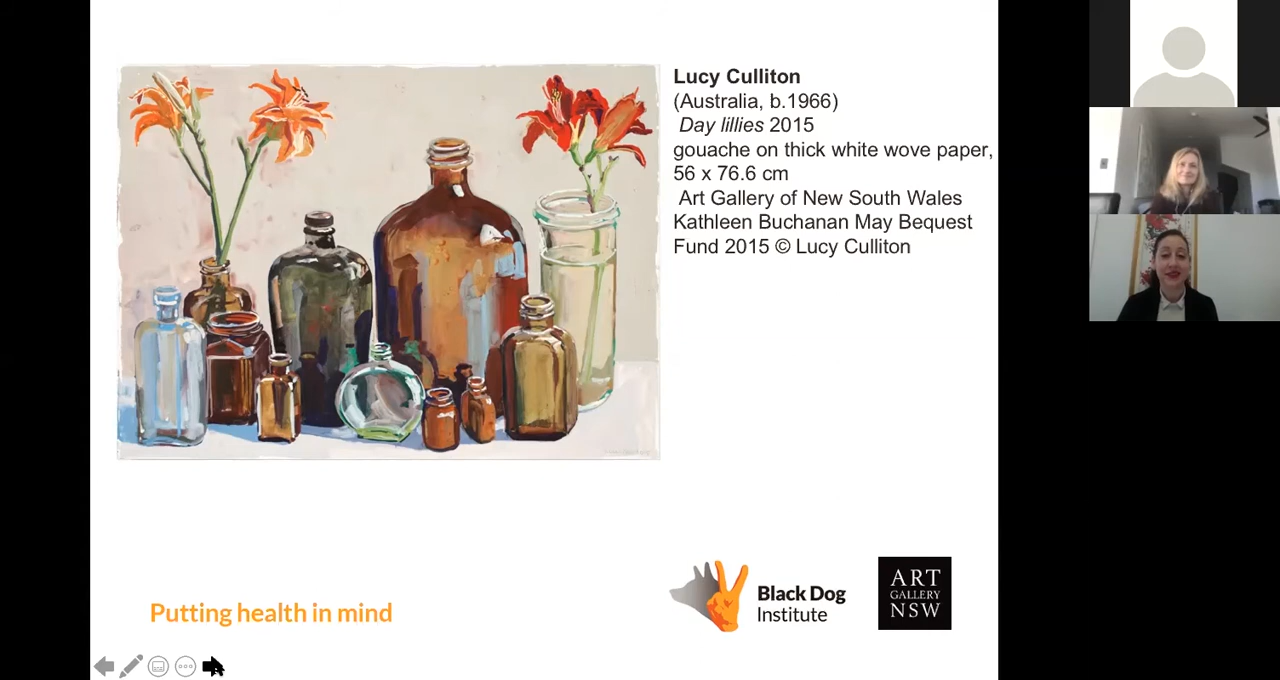 Lucy Culliton
(Australia, b.1966)
Day lillies 2015
gouache on thick white wove paper,
56 x 76.6 cm
Art Gallery of New South Wales
Kathleen Buchanan May Bequest
Fund 2015 © Lucy Culliton
Putting health in mind
Black Dog
Institute
ART
GALLERY
NSW